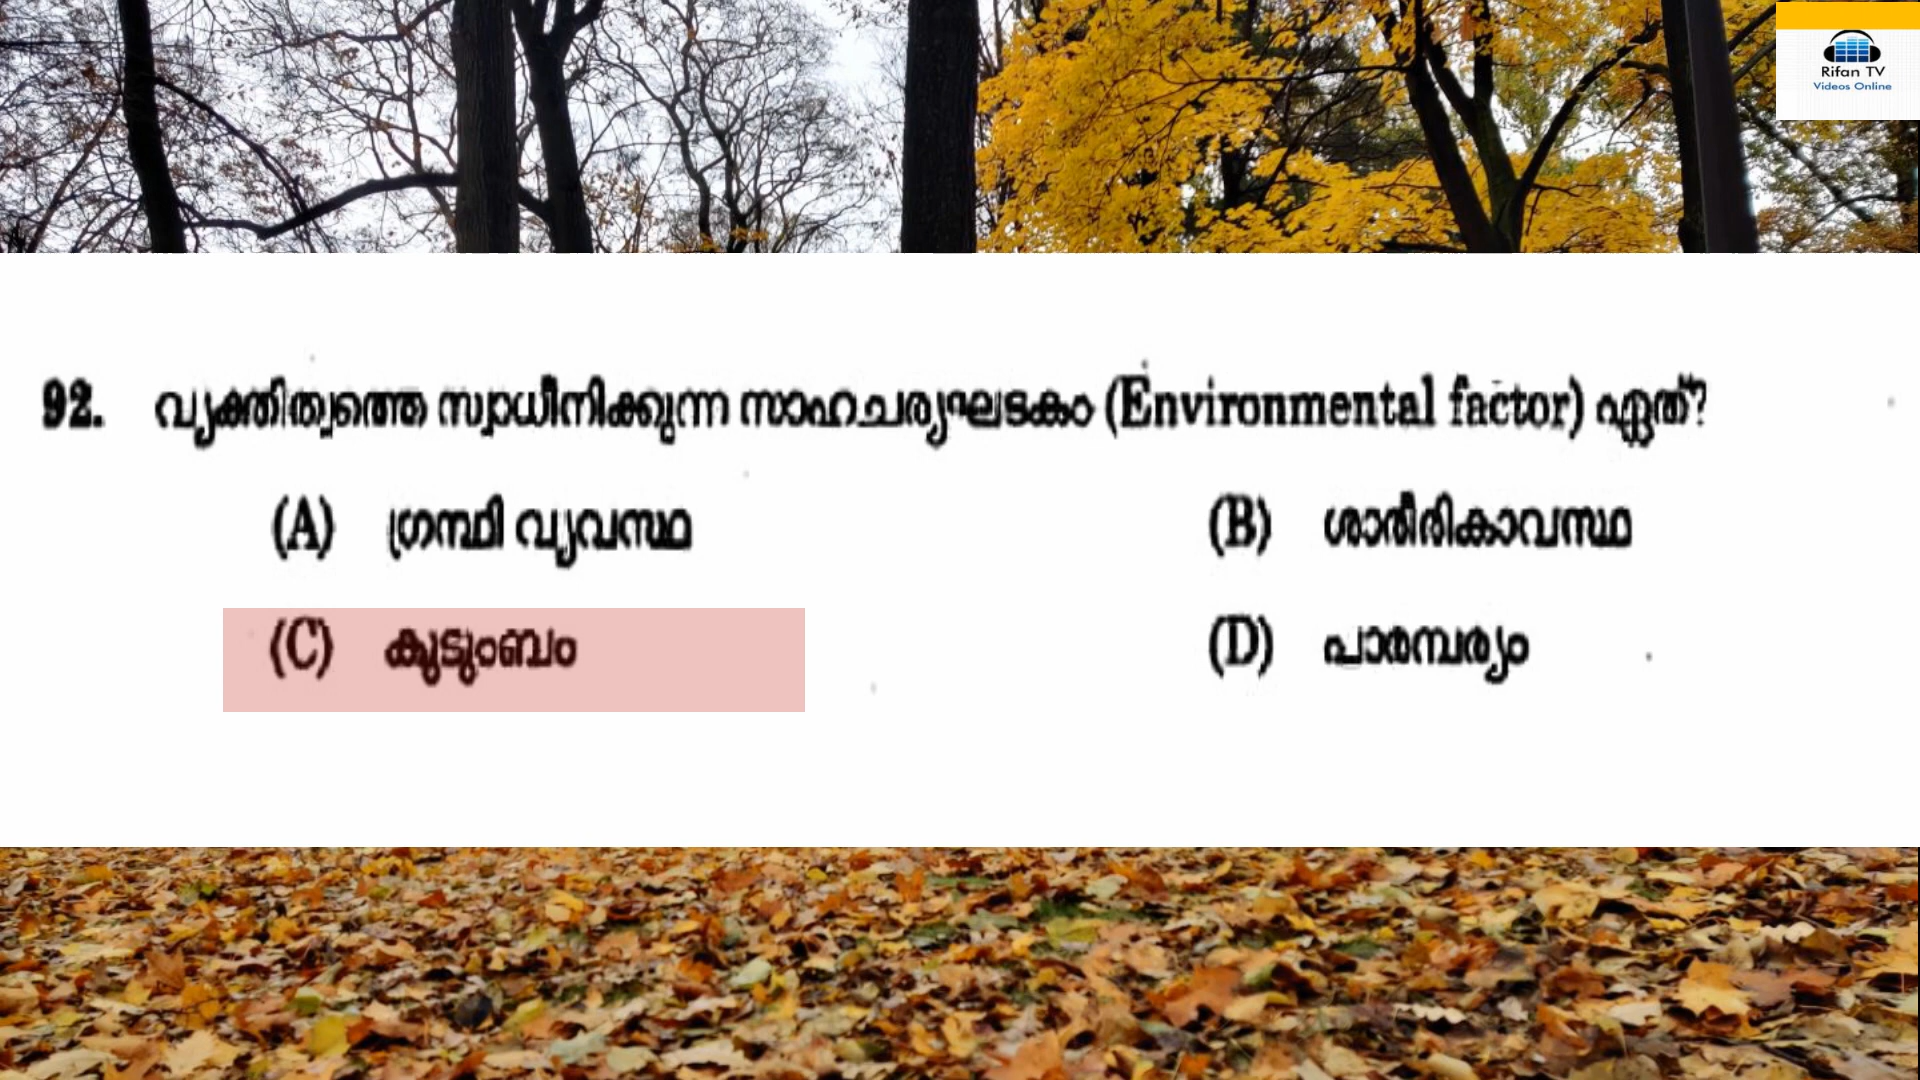 Rifan TV
Videos Online
92. വ്യക്തിത്വത്തെ സ്വാധീനിക്കുന്ന സാഹചര്യഘടകം (Environmental factor) ഏത്?
(A) ഗ്രന്ഥി വ്യവസ്ഥ (B) ശാരീരികാവസ്ഥ
(C) കുടുംബം (D) പാരമ്പര്യം